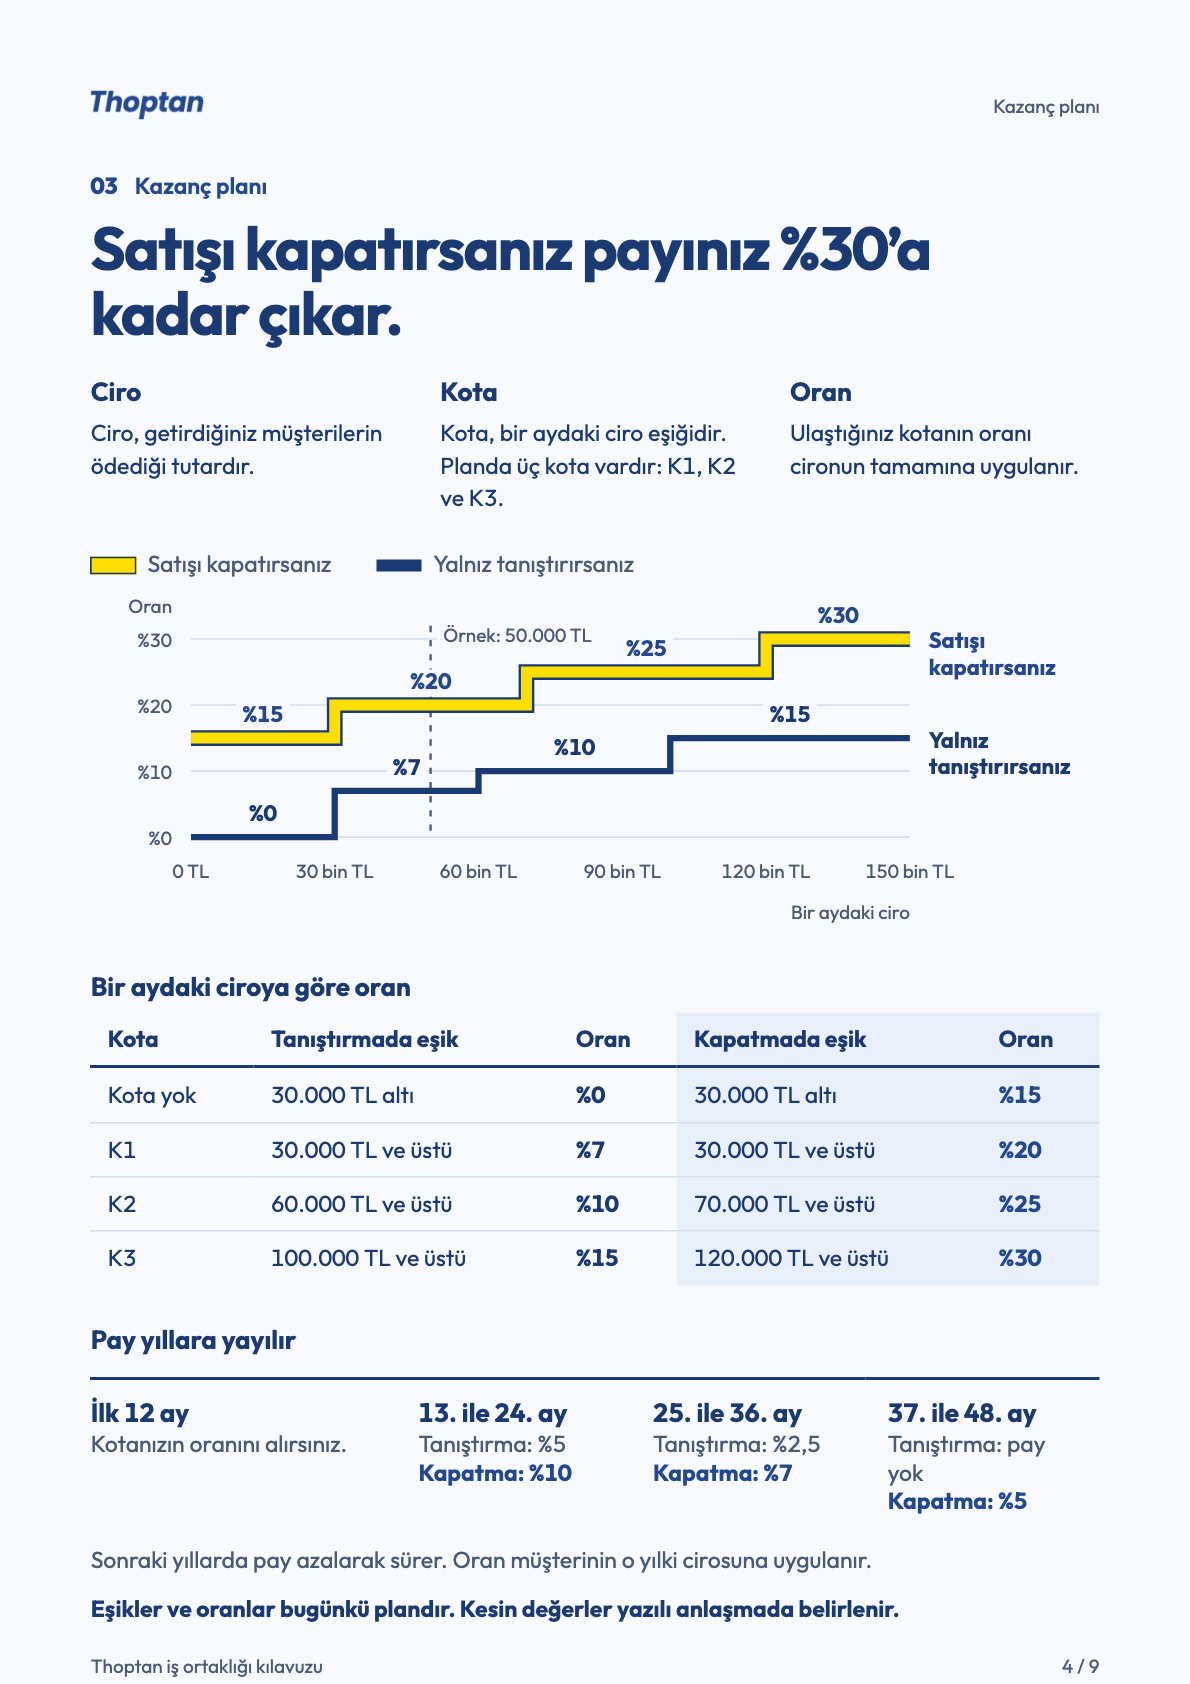 Thoptan
Kazanç planı
03 Kazanç planı
Satışı kapatırsanız payınız %30’a
kadar çıkar.
Ciro
Ciro, getirdiğiniz müşterilerin
ödediği tutardır.
Kota
Kota, bir aydaki ciro eşiğidir.
Planda üç kota vardır: K1, K2
ve K3.
Oran
Ulaştığınız kotanın oranı
cironun tamamına uygulanır.
Satışı kapatırsanız
Yalnız tanıştırırsanız
Oran
%30
%20
%10
%0
Örnek: 50.000 TL
%15
%20
%25
%30
Satışı
kapatırsanız
%0
%7
%10
%15
Yalnız
tanıştırırsanız
0 TL
30 bin TL
60 bin TL
90 bin TL
120 bin TL
150 bin TL
Bir aydaki ciro
Bir aydaki ciroya göre oran
Kota Tanıştırmada eşik Oran Kapatmada eşik Oran
Kota yok 30.000 TL altı %0 30.000 TL altı %15
K1 30.000 TL ve üstü %7 30.000 TL ve üstü %20
K2 60.000 TL ve üstü %10 70.000 TL ve üstü %25
K3 100.000 TL ve üstü %15 120.000 TL ve üstü %30
Pay yıllara yayılır
İlk 12 ay
Kotanızın oranını alırsınız.
13. ile 24. ay
Tanıştırma: %5
Kapatma: %10
25. ile 36. ay
Tanıştırma: %2,5
Kapatma: %7
37. ile 48. ay
Tanıştırma: pay
yok
Kapatma: %5
Sonraki yıllarda pay azalarak sürer. Oran müşterinin o yılki cirosuna uygulanır.
Eşikler ve oranlar bugünkü plandır. Kesin değerler yazılı anlaşmada belirlenir.
Thoptan iş ortaklığı kılavuzu
4 / 9